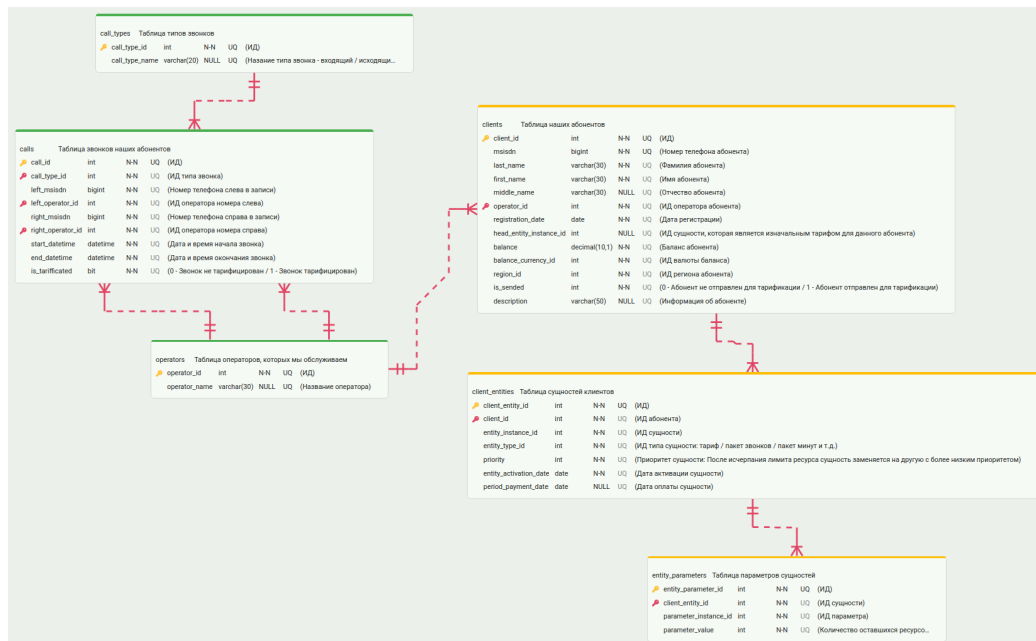 call_types Таблица типов звонков
call_type_id int N-N UQ (ИД)
call_type_name varchar(20) NULL UQ (Назание типа звонка - входящий / исходящи...
calls Таблица звонков наших абонентов
call_id int N-N UQ (ИД)
call_type_id int N-N UQ (ИД типа звонка)
left_msisdn bigint N-N UQ (Номер телефона слева в записи)
left_operator_id int N-N UQ (ИД оператора номера слева)
right_msisdn bigint N-N UQ (Номер телефона справа в записи)
right_operator_id int N-N UQ (ИД оператора номера справа)
start_datetime datetime N-N UQ (Дата и время начала звонка)
end_datetime datetime N-N UQ (Дата и время окончания звонка)
is_tarifficated bit N-N UQ (0 - Звонок не тарифицирован / 1 - Звонок тарифицирован)
operators Таблица операторов, которых мы обслуживаем
operator_id int N-N UQ (ИД)
operator_name varchar(30) NULL UQ (Название оператора)
clients Таблица наших абонентов
client_id int N-N UQ (ИД)
msisdn bigint N-N UQ (Номер телефона абонента)
last_name varchar(30) N-N UQ (Фамилия абонента)
first_name varchar(30) N-N UQ (Имя абонента)
middle_name varchar(30) NULL UQ (Отчество абонента)
operator_id int N-N UQ (ИД оператора абонента)
registration_date date N-N UQ (Дата регистрации)
head_entity_instance_id int NULL UQ (ИД сущности, которая является изначальным тарифом для данного абонента)
balance decimal(10,1) N-N UQ (Баланс абонента)
balance_currency_id int N-N UQ (ИД валюты баланса)
region_id int N-N UQ (ИД региона абонента)
is_sended int N-N UQ (0 - Абонент не отправлен для тарификации / 1 - Абонент отправлен для тарификации)
description varchar(50) NULL UQ (Информация об абоненте)
client_entities Таблица сущностей клиентов
client_entity_id int N-N UQ (ИД)
client_id int N-N UQ (ИД абонента)
entity_instance_id int N-N UQ (ИД сущности)
entity_type_id int N-N UQ (ИД типа сущности: тариф / пакет звонков / пакет минут и т.д.)
priority int N-N UQ (Приоритет сущности: После исчерпания лимита ресурса сущность заменяется на другую с более низким приоритетом)
entity_activation_date date N-N UQ (Дата активации сущности)
period_payment_date date NULL UQ (Дата оплаты сущности)
entity_parameters Таблица параметров сущностей
entity_parameter_id int N-N UQ (ИД)
client_entity_id int N-N UQ (ИД сущности)
parameter_instance_id int N-N UQ (ИД параметра)
parameter_value int N-N UQ (Количество оставшихся ресурсо...